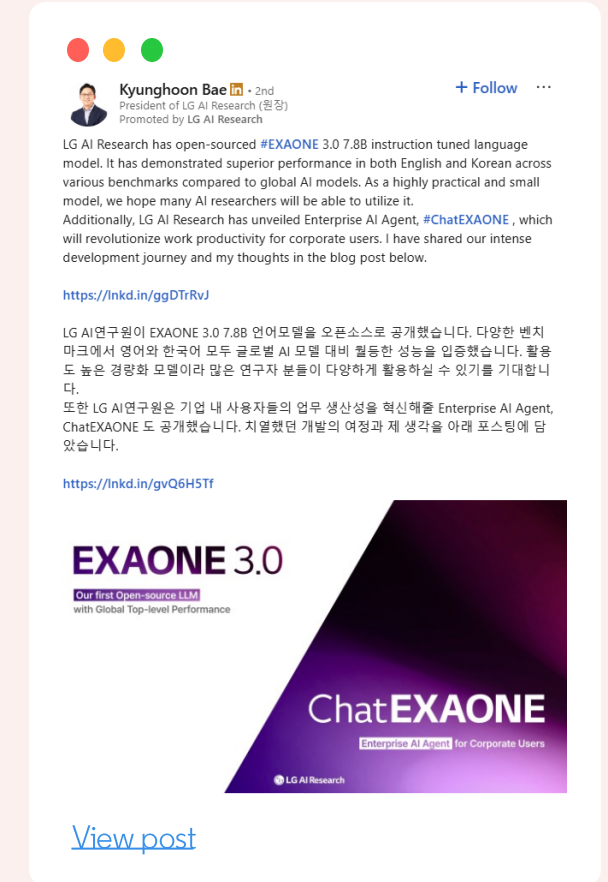 Kyunghoon Bae in • 2nd
+ Follow ...
President of LG AI Research (원장)
Promoted by LG AI Research
LG AI Research has open-sourced #EXAONE 3.0 7.8B instruction tuned language
model. It has demonstrated superior performance in both English and Korean across
various benchmarks compared to global AI models. As a highly practical and small
model, we hope many AI researchers will be able to utilize it.
Additionally, LG AI Research has unveiled Enterprise AI Agent, #ChatEXAONE , which
will revolutionize work productivity for corporate users. I have shared our intense
development journey and my thoughts in the blog post below.
https://lnkd.in/ggDTrRvJ
LG AI연구원이 EXAONE 3.0 7.8B 언어모델을 오픈소스로 공개했습니다. 다양한 벤치
마크에서 영어와 한국어 모두 글로벌 AI 모델 대비 월등한 성능을 입증했습니다. 활용
도 높은 경량화 모델이라 많은 연구자 분들이 다양하게 활용하실 수 있기를 기대합니
다.
또한 LG AI연구원은 기업 내 사용자들의 업무 생산성을 혁신해줄 Enterprise AI Agent,
ChatEXAONE 도 공개했습니다. 치열했던 개발의 여정과 제 생각을 아래 포스팅에 담
았습니다.
https://lnkd.in/gvQ6H5Tf
EXAONE 3.0
Our first Open-source LLM
with Global Top-level Performance
ChatEXAONE
Enterprise AI Agent for Corporate Users
LG AI Research
View post